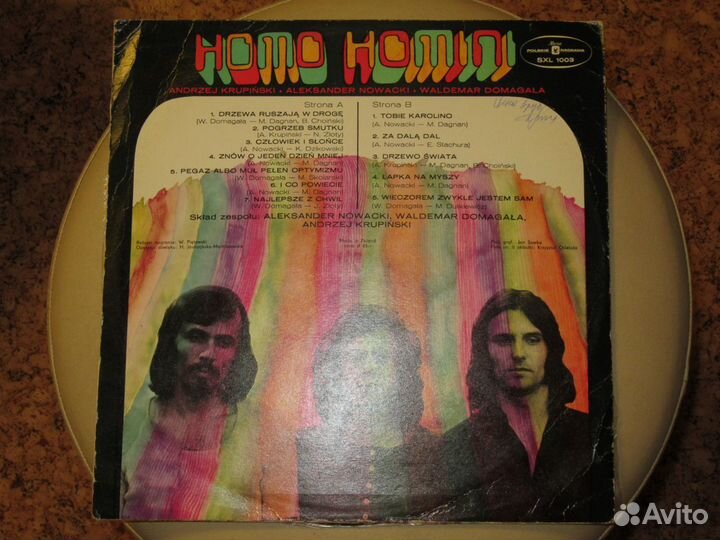 HOMO HOMINI
POLSKIE NAGRANIA
SXL 1003
ANDRZEJ KRUPIŃSKI • ALEKSANDER NOWACKI • WALDEMAR DOMAGAŁA
Strona A
1. DRZEWA RUSZAJĄ W DROGĘ
(W. Domagała — M. Dagnan, B. Choiński)
2. POGRZEB SMUTKU
(A. Krupiński — N. Złoty)
3. CZŁOWIEK I SŁOŃCE
(A. Nowacki — K. Dzikowski)
4. ZNÓW O JEDEN DZIEŃ MNIEJ
(A. Nowacki — M. Dagnan)
5. PEGAZ ALBO MUŁ PEŁEN OPTYMIZMU
(W. Domagała — M. Skolarski)
6. I CO POWIECIE
(A. Nowacki — M. Dagnan)
7. NAJLEPSZE Z CHWIL
(W. Domagała — J. Złoty)
Strona B
1. TOBIE KAROLINO
(A. Nowacki — M. Dagnan)
2. ZA DALĄ DAL
(A. Nowacki — E. Stachura)
3. DRZEWO ŚWIATA
(A. Krupiński — M. Dagnan, B. Choiński)
4. ŁAPKA NA MYSZY
(A. Nowacki — M. Dagnan)
5. WIECZOREM ZWYKLE JESTEM SAM
(W. Domagała — M. Dutkiewicz)
Skład zespołu: ALEKSANDER NOWACKI, WALDEMAR DOMAGAŁA,
ANDRZEJ KRUPIŃSKI
Made in Poland
Avito